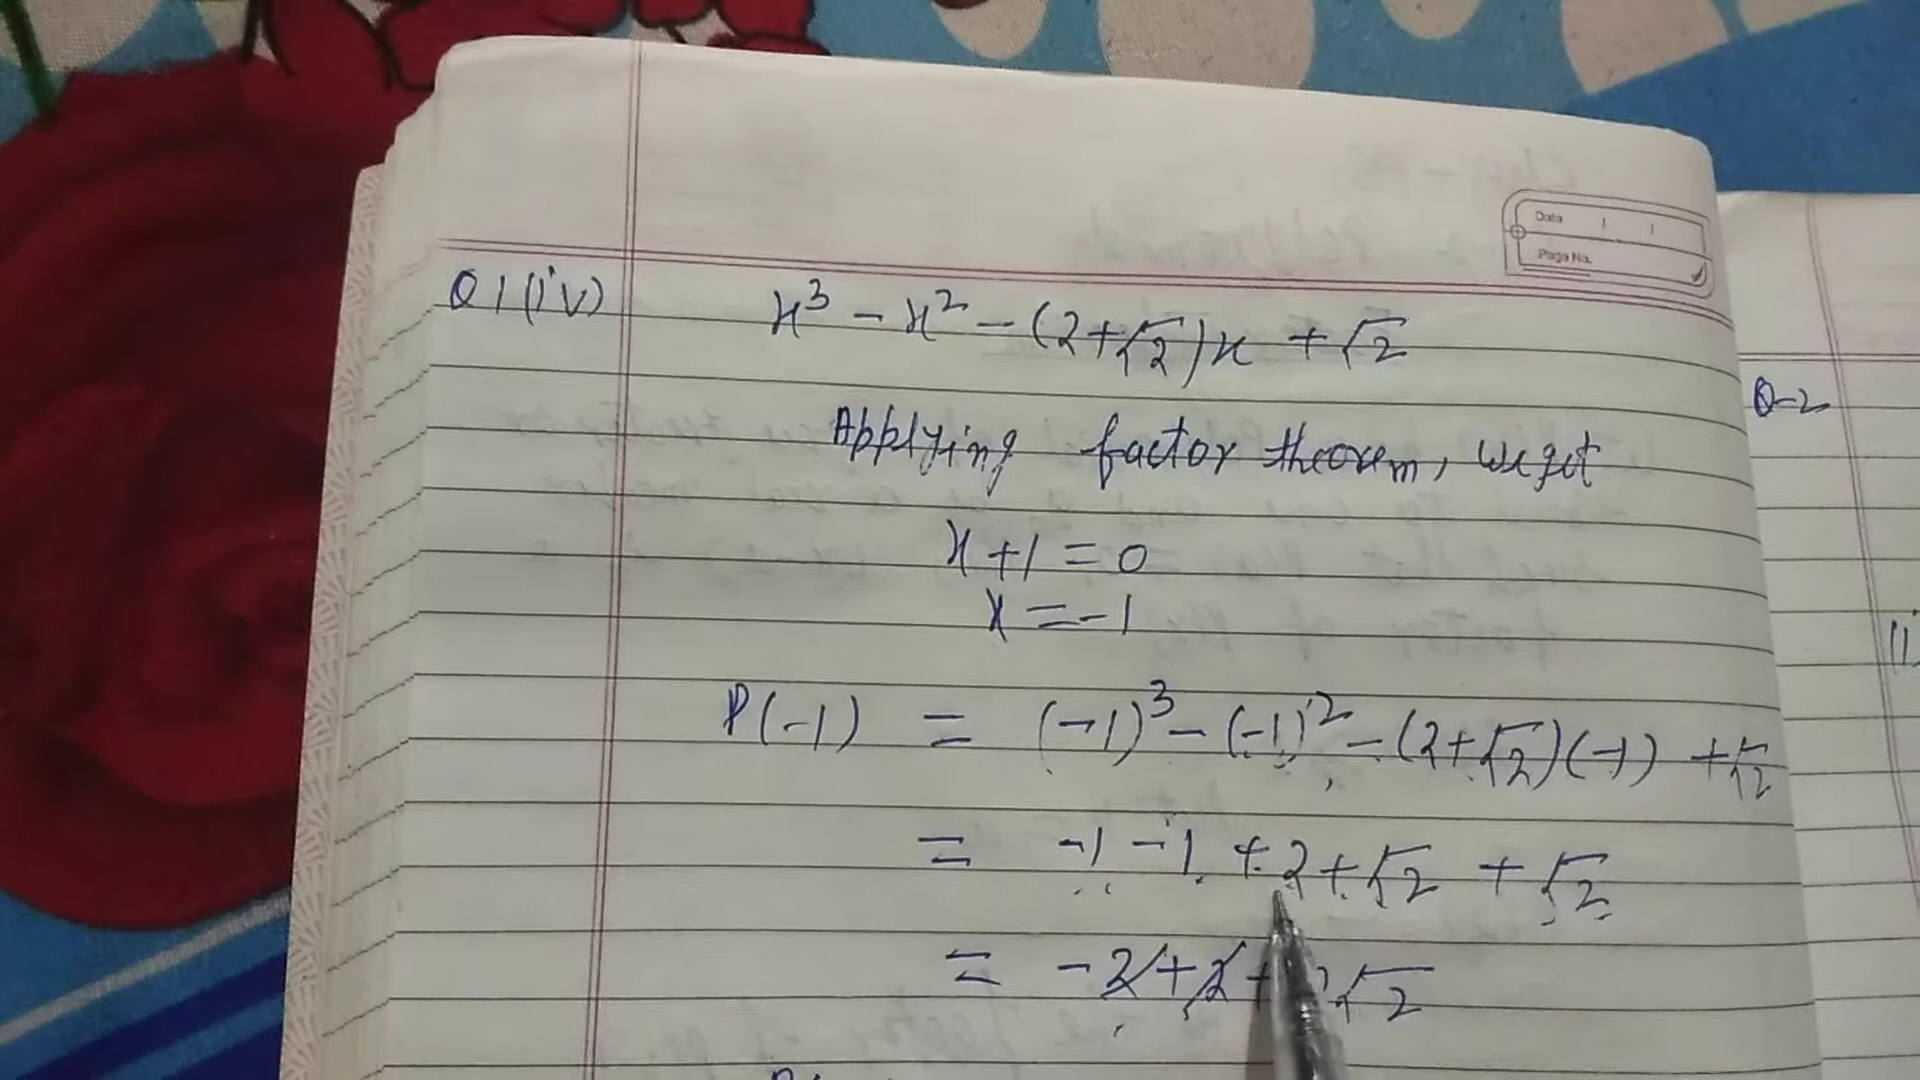 Date / /
Page No.
Q1(iv) x³ - x² - (2+√2)x + √2
Applying factor theorem, we get
x + 1 = 0
x = -1
P(-1) = (-1)³ - (-1)² - (2+√2)(-1) + √2
= -1 -1 + 2 + √2 + √2
= -2 + 2 + 2√2
Q-2